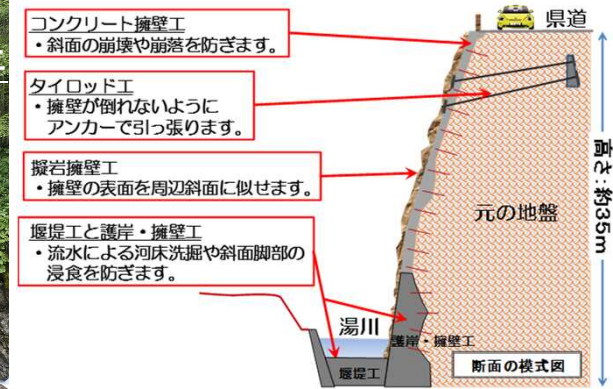 コンクリート擁壁工
・斜面の崩壊や崩落を防ぎます。
タイロッド工
・擁壁が倒れないように
アンカーで引っ張ります。
擬岩擁壁工
・擁壁の表面を周辺斜面に似せます。
堰堤工と護岸・擁壁工
・流水による河床洗掘や斜面脚部の
浸食を防ぎます。
県道
高さ:約35m
元の地盤
湯川
護岸・擁壁工
堰堤工
断面の模式図